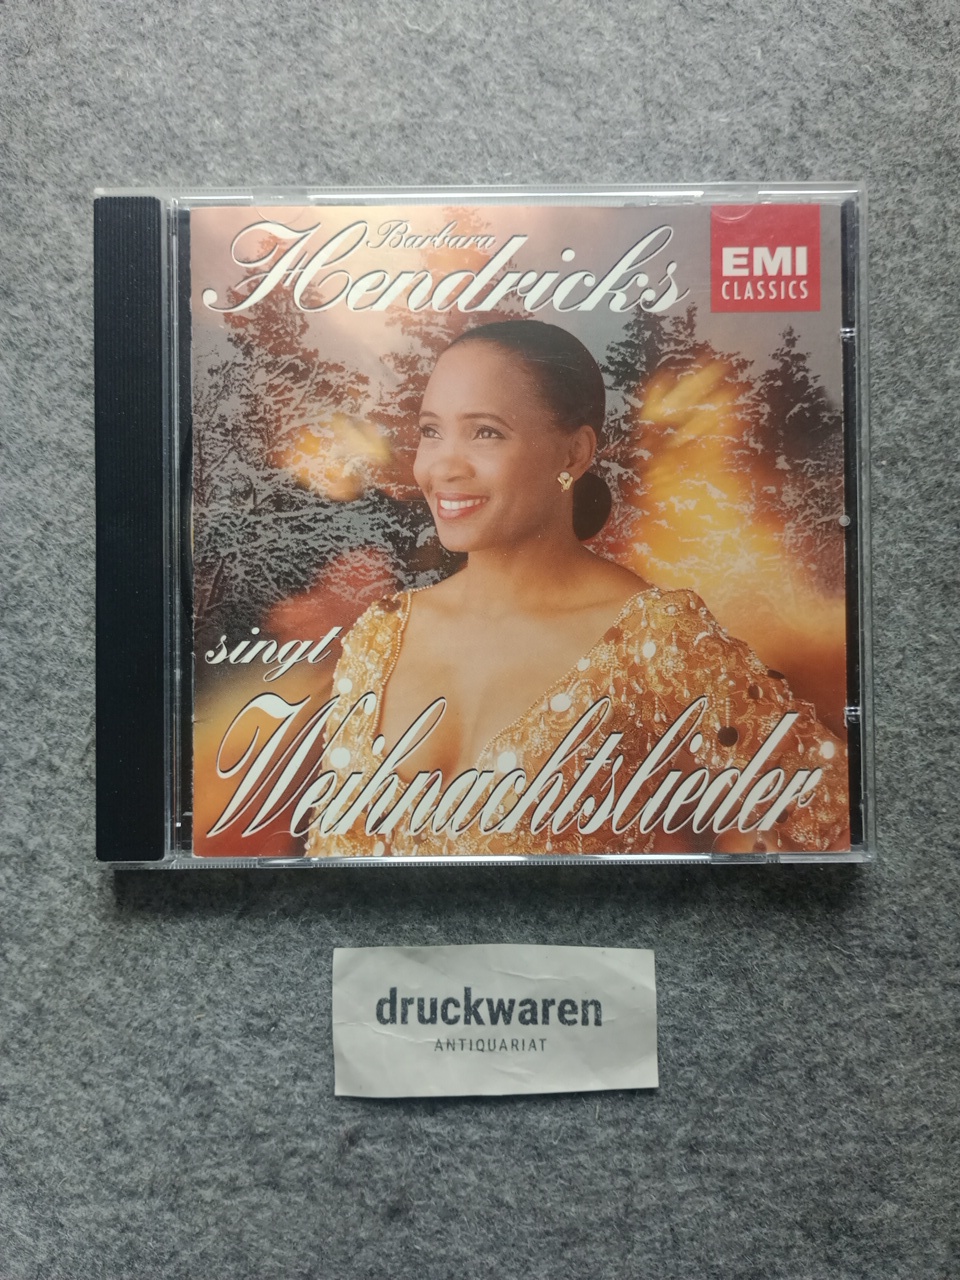 Barbara
Hendricks
EMI
CLASSICS
singt
Weihnachtslieder
druckwaren
ANTIQUARIAT